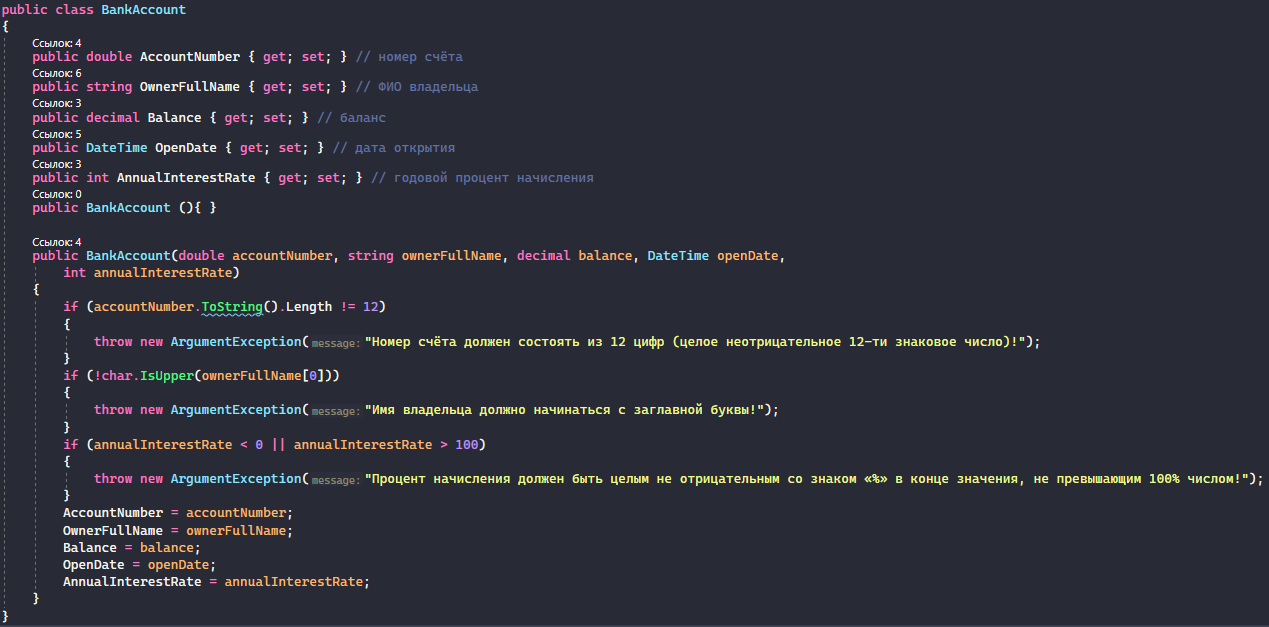 public class BankAccount
{
Ссылок: 4
public double AccountNumber { get; set; } // номер счёта
Ссылок: 6
public string OwnerFullName { get; set; } // ФИО владельца
Ссылок: 3
public decimal Balance { get; set; } // баланс
Ссылок: 5
public DateTime OpenDate { get; set; } // дата открытия
Ссылок: 3
public int AnnualInterestRate { get; set; } // годовой процент начисления
Ссылок: 0
public BankAccount (){ }
Ссылок: 4
public BankAccount(double accountNumber, string ownerFullName, decimal balance, DateTime openDate,
int annualInterestRate)
{
if (accountNumber.ToString().Length != 12)
{
throw new ArgumentException(message: "Номер счёта должен состоять из 12 цифр (целое неотрицательное 12-ти знаковое число)!");
}
if (!char.IsUpper(ownerFullName[0]))
{
throw new ArgumentException(message: "Имя владельца должно начинаться с заглавной буквы!");
}
if (annualInterestRate < 0 || annualInterestRate > 100)
{
throw new ArgumentException(message: "Процент начисления должен быть целым не отрицательным со знаком «%» в конце значения, не превышающим 100% числом!");
}
AccountNumber = accountNumber;
OwnerFullName = ownerFullName;
Balance = balance;
OpenDate = openDate;
AnnualInterestRate = annualInterestRate;
}
}